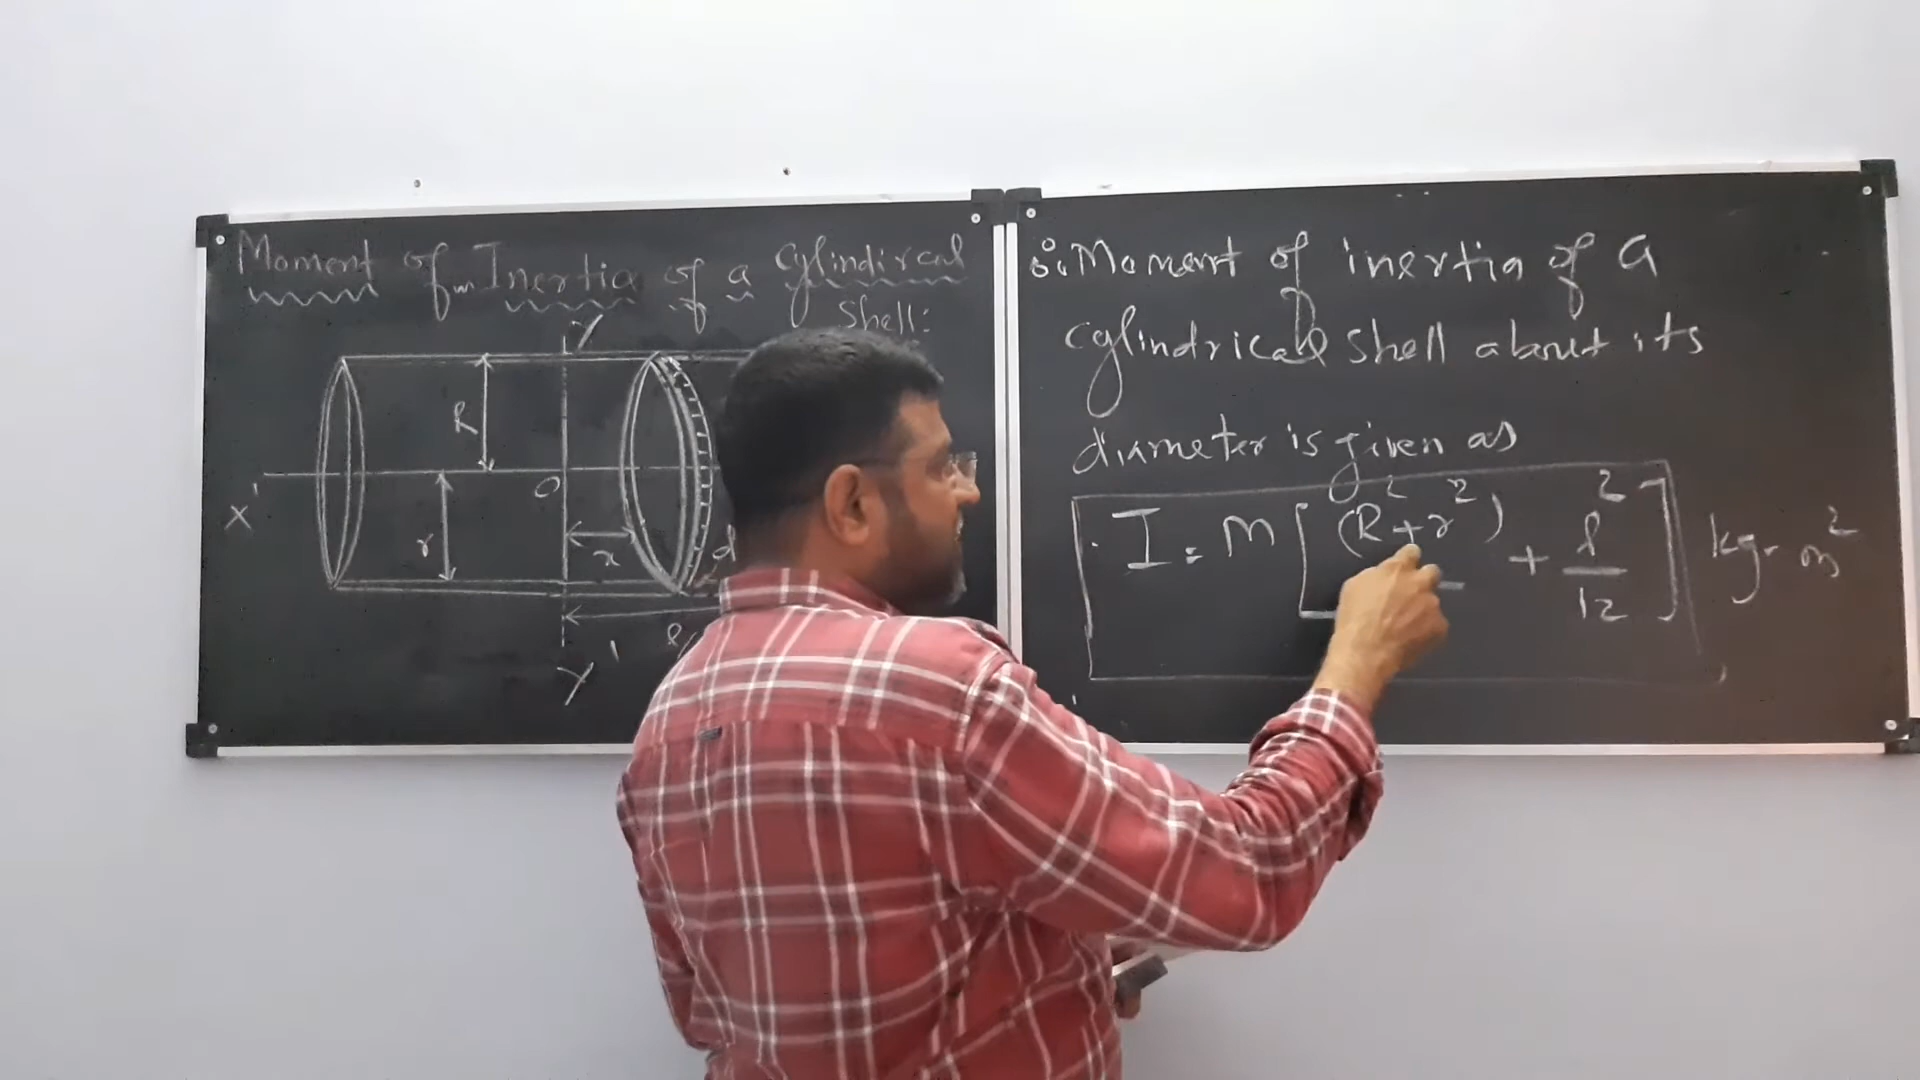 Moment of Inertia of a Cylindircal
Shell:
Y
R
X'
O
r
x
d
Y'
∴ Moment of inertia of a
cylindrical shell about its
diameter is given as
I = M [ (R² + r²) + l²/12 ] kg-m²